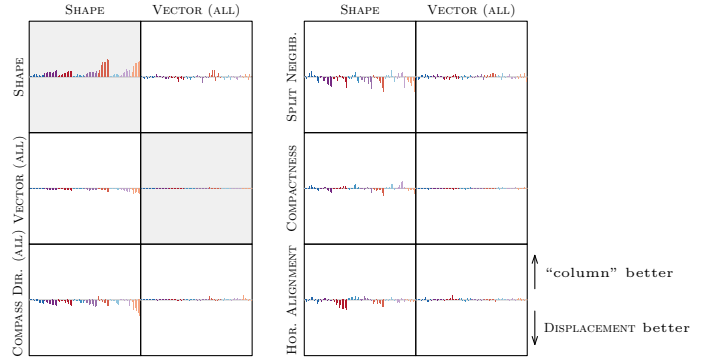 SHAPE VECTOR (ALL)
SHAPE VECTOR (ALL)
SHAPE
VECTOR (ALL)
COMPASS DIR. (ALL)
SPLIT NEIGHB.
COMPACTNESS
HOR. ALIGNMENT
“column” better
DISPLACEMENT better